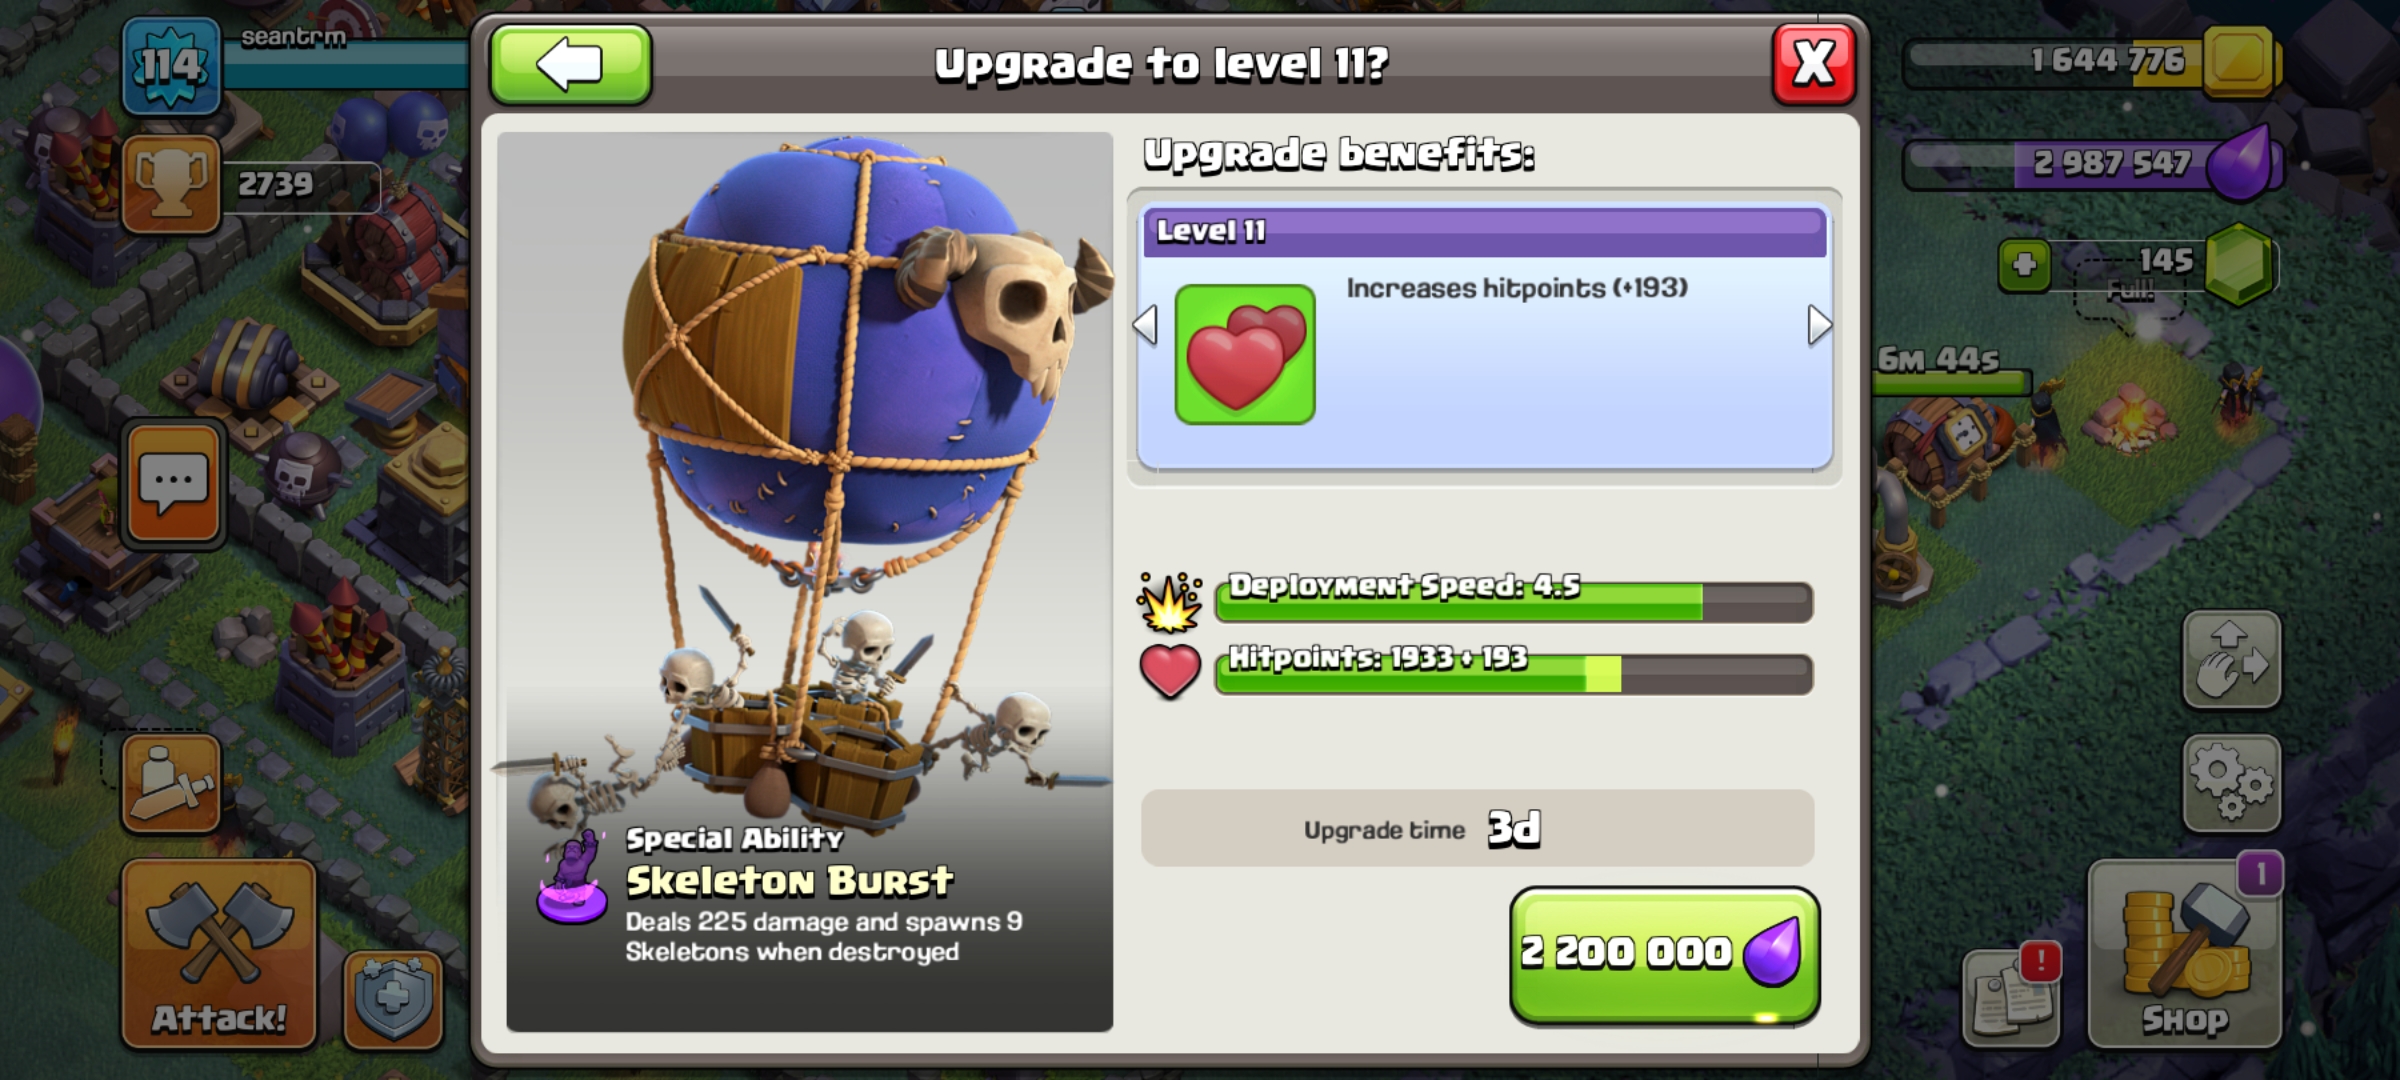 114
seantrm
2739
Upgrade to level 11?
X
1 644 776
2 987 547
145
Full!
6M 44s
Upgrade benefits:
Level 11
Increases hitpoints (+193)
Deployment Speed: 4.5
Hitpoints: 1933 + 193
Special Ability
Skeleton Burst
Deals 225 damage and spawns 9
Skeletons when destroyed
Upgrade time 3d
2 200 000
Attack!
!
1
Shop